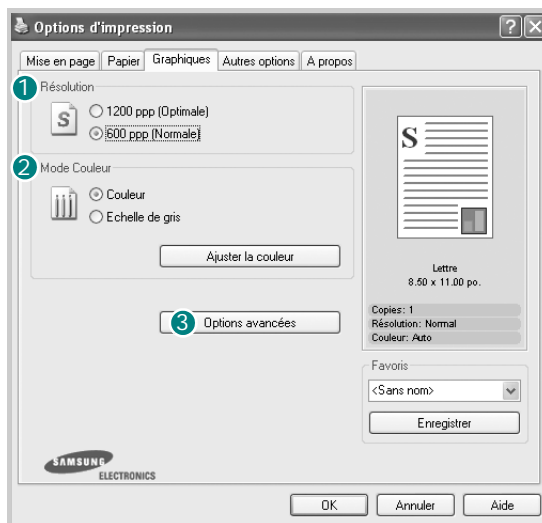 Options d'impression
Mise en page Papier Graphiques Autres options A propos
1 Résolution
S
1200 ppp (Optimale)
600 ppp (Normale)
2 Mode Couleur
Couleur
Echelle de gris
Ajuster la couleur
3 Options avancées
S
Lettre
8.50 x 11.00 po.
Copies: 1
Résolution: Normal
Couleur: Auto
Favoris
<Sans nom>
Enregistrer
SAMSUNG
ELECTRONICS
OK Annuler Aide